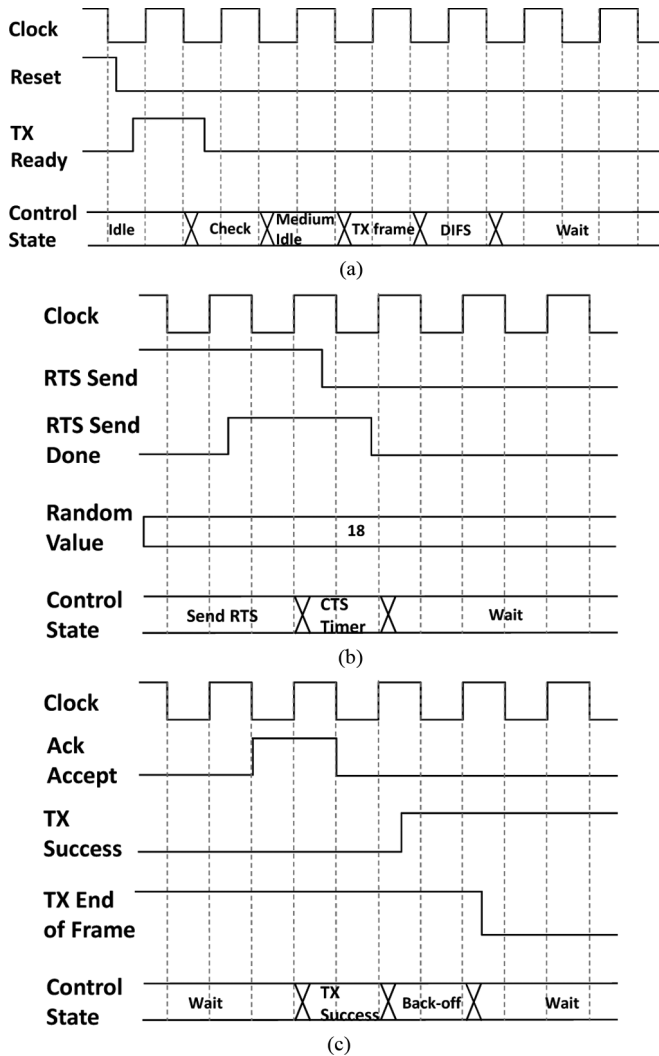 Clock
Reset
TX
Ready
Control
State
Idle
Check
Medium
Idle
TX frame
DIFS
Wait
(a)
Clock
RTS Send
RTS Send
Done
Random
Value
18
Control
State
Send RTS
CTS
Timer
Wait
(b)
Clock
Ack
Accept
TX
Success
TX End
of Frame
Control
State
Wait
TX
Success
Back-off
Wait
(c)